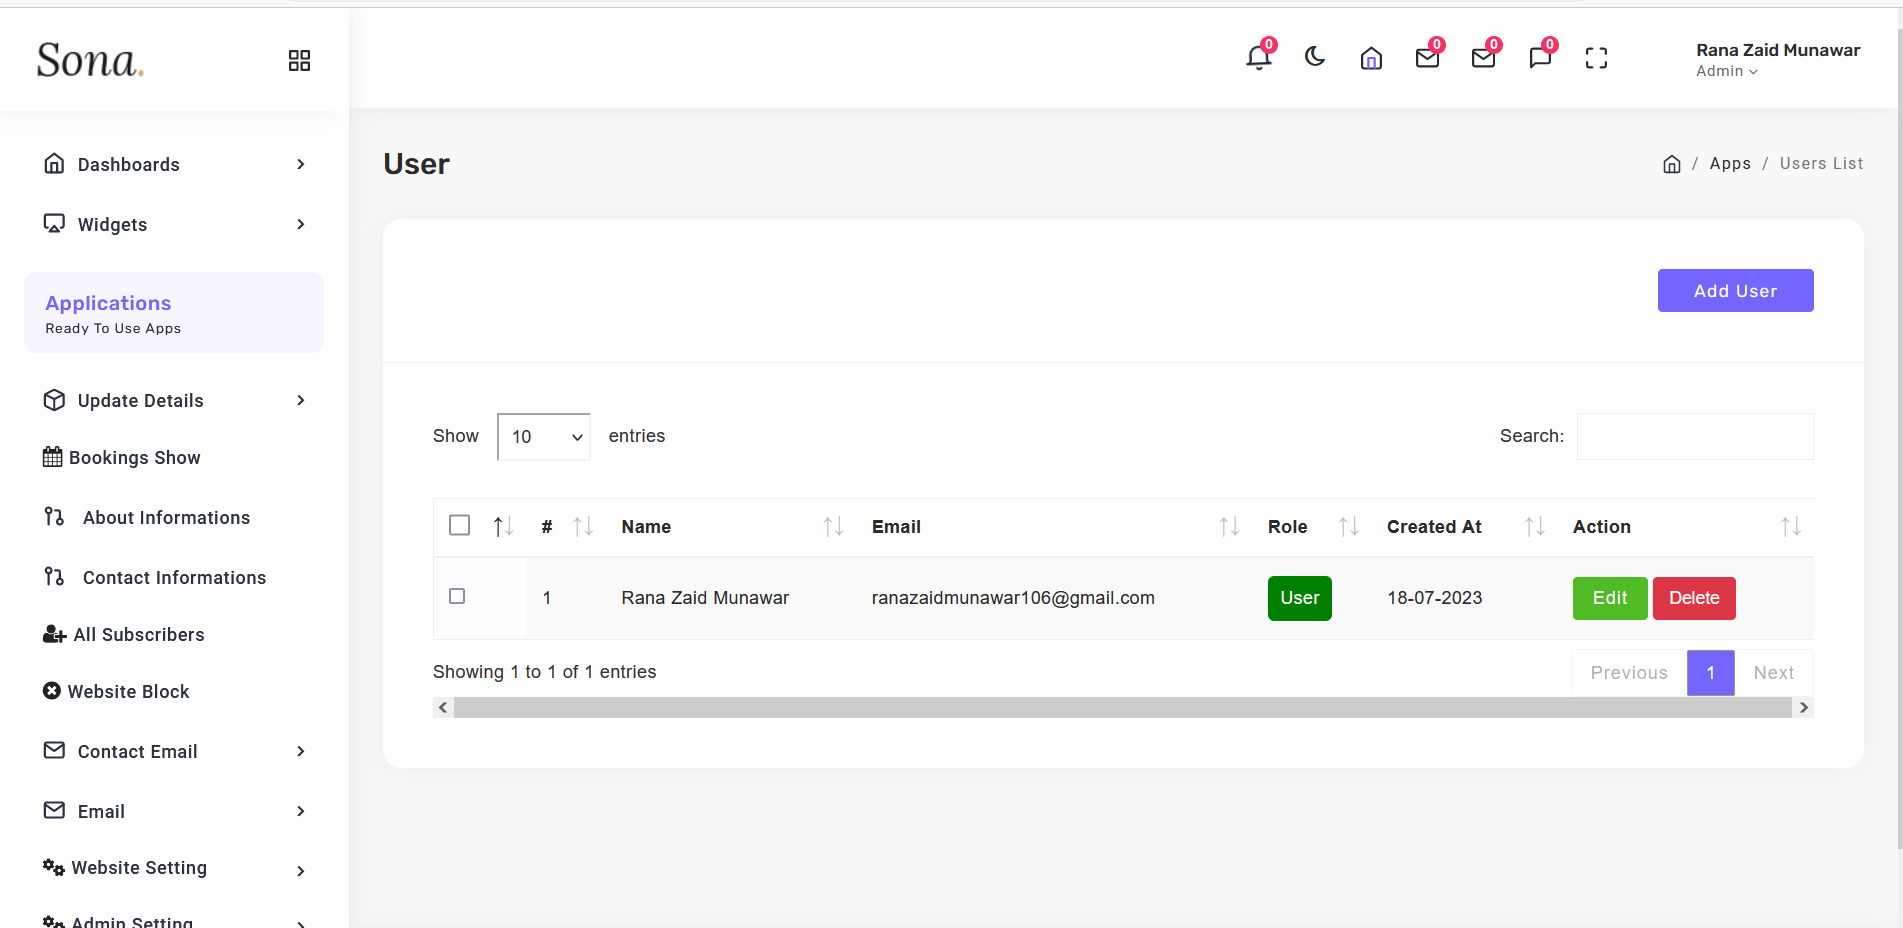 Sona.
0
0
0
0
Rana Zaid Munawar
Admin
Dashboards
Widgets
Applications
Ready To Use Apps
Update Details
Bookings Show
About Informations
Contact Informations
All Subscribers
Website Block
Contact Email
Email
Website Setting
Admin Setting
User
/ Apps / Users List
Add User
Show 10 entries
Search:
# Name Email Role Created At Action
1 Rana Zaid Munawar ranazaidmunawar106@gmail.com User 18-07-2023 Edit Delete
Showing 1 to 1 of 1 entries
Previous 1 Next